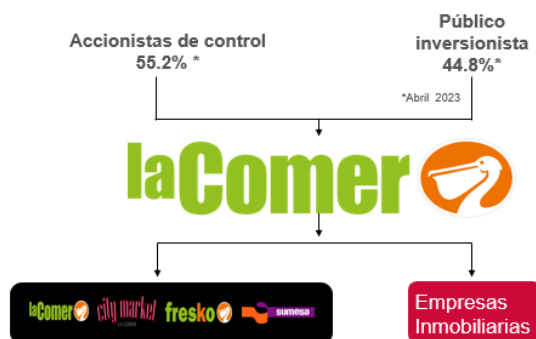 Accionistas de control
55.2% *
Público
inversionista
44.8%*
*Abril 2023
laComer
laComer
city market
LA COMER
fresko
sumesa
Empresas
Inmobiliarias